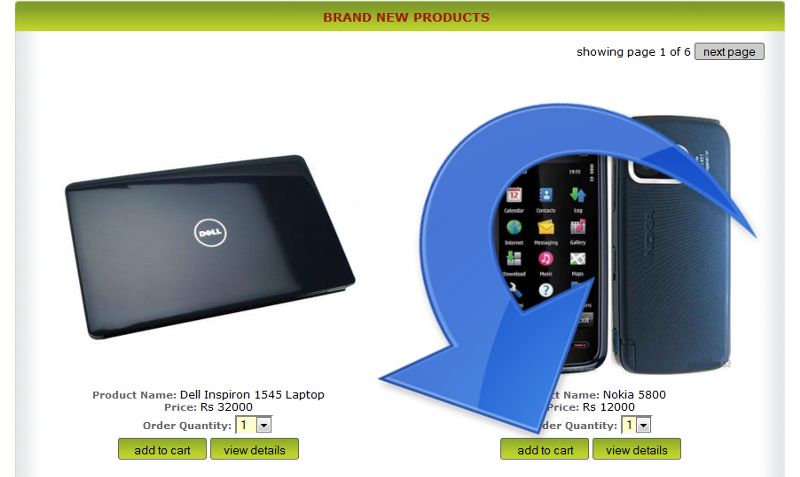 BRAND NEW PRODUCTS
showing page 1 of 6 next page
DELL
19:55
Calendar Contacts Log
Internet Messaging Gallery
Download Music Maps
NOKIA
Product Name: Dell Inspiron 1545 Laptop
Price: Rs 32000
Order Quantity: 1
add to cart view details
Name: Nokia 5800
Price: Rs 12000
1
add to cart view details